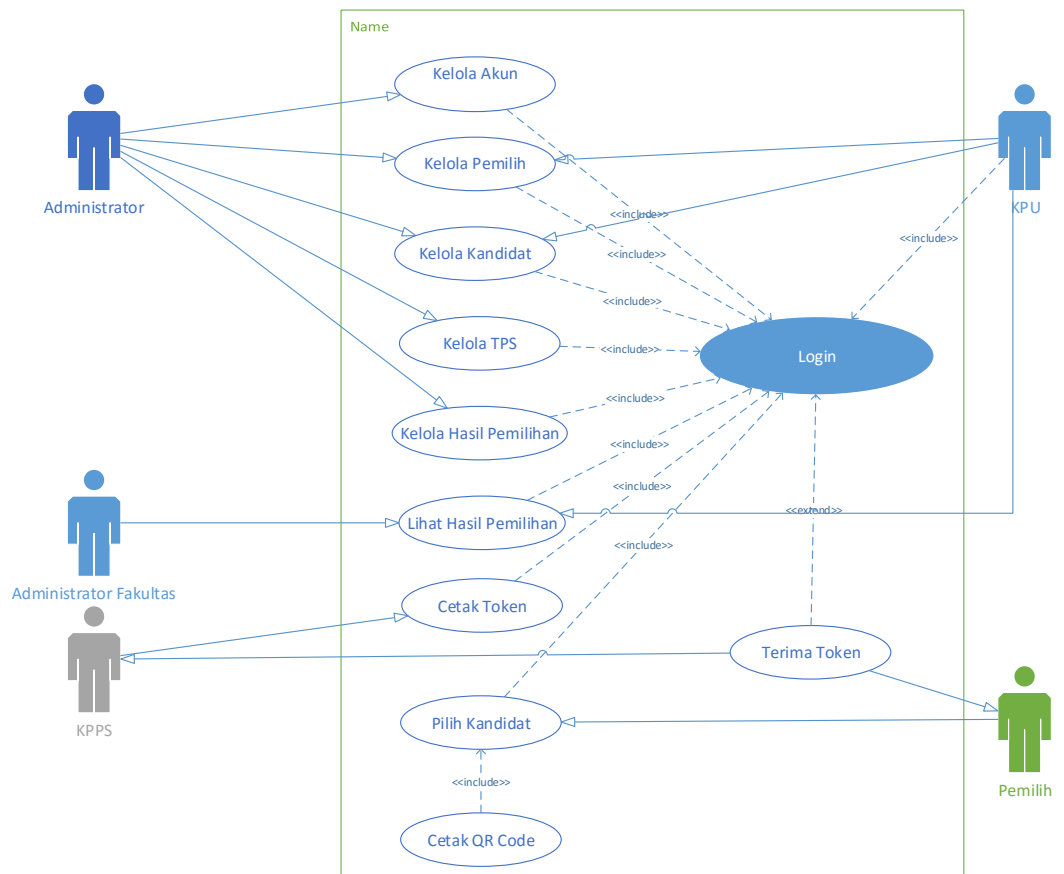 Name
Kelola Akun
Administrator
Kelola Pemilih
KPU
<<include>>
<<include>>
Kelola Kandidat
<<include>>
<<include>>
Kelola TPS
<<include>>
Login
<<include>>
Kelola Hasil Pemilihan
<<include>>
<<include>>
<<extend>>
Lihat Hasil Pemilihan
<<include>>
Administrator Fakultas
Cetak Token
Terima Token
KPPS
Pilih Kandidat
<<include>>
Pemilih
Cetak QR Code